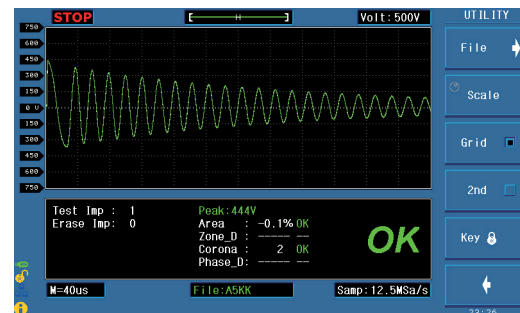 STOP
H
Volt:500V
UTILITY
750
600
450
300
150
0 U
150
300
450
600
750
File
Scale
Grid
2nd
Key
Test Imp : 1
Erase Imp: 0
Peak:444V
Area : -0.1% OK
Zone_D : ----- -----
Corona : 2 OK
Phase_D: ----- -----
OK
M=40us
File:A5KK
Samp:12.5MSa/s